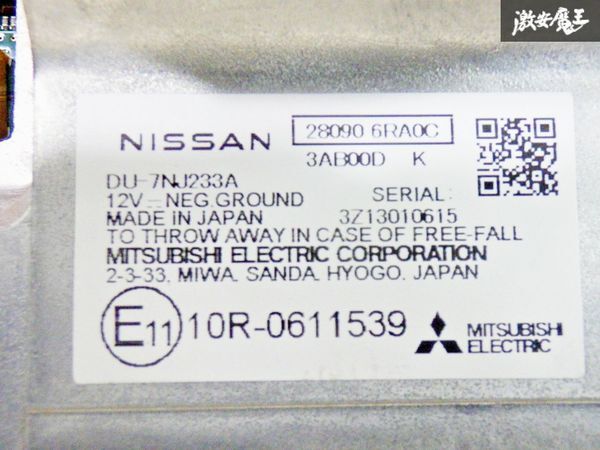 激安魔王
NISSAN 28090 6RA0C
3AB00D K
DU-7NJ233A
12V⎓NEG.GROUND SERIAL:
MADE IN JAPAN 3Z13010615
TO THROW AWAY IN CASE OF FREE-FALL
MITSUBISHI ELECTRIC CORPORATION
2-3-33, MIWA, SANDA, HYOGO, JAPAN
E11 10R-0611539 MITSUBISHI
ELECTRIC